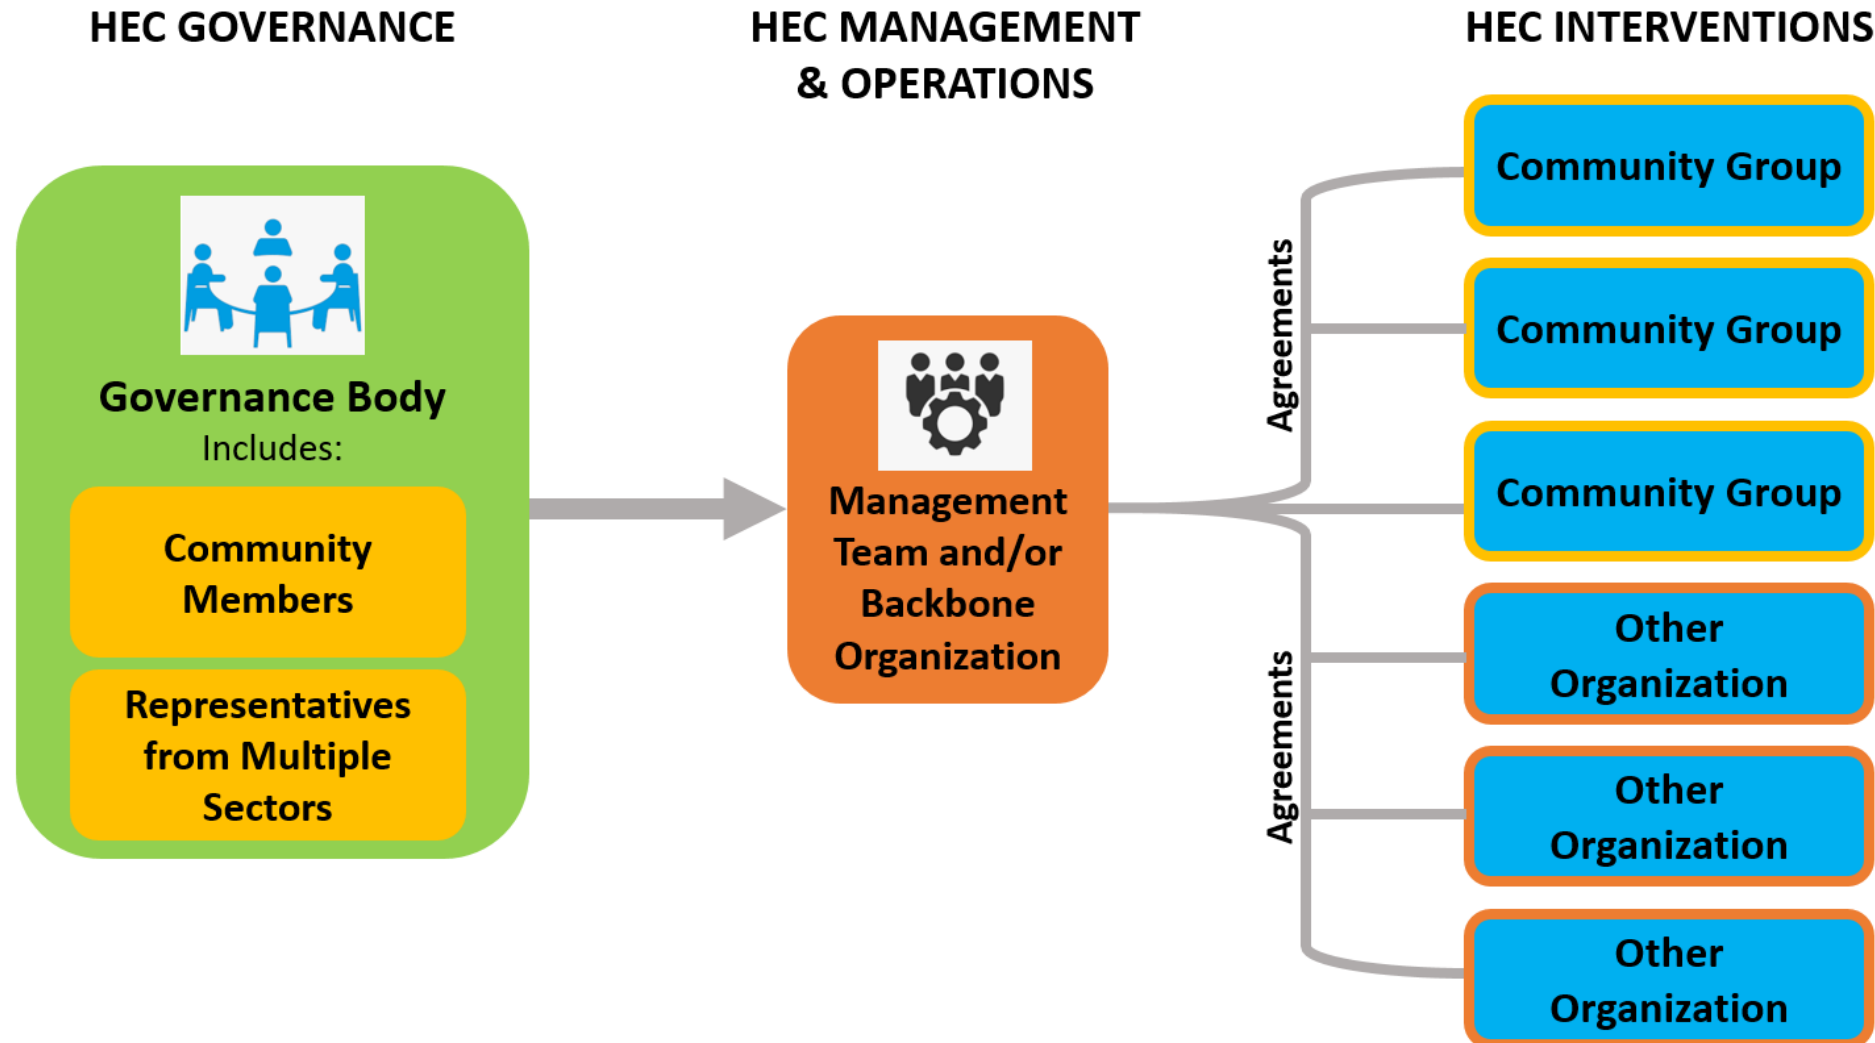 HEC GOVERNANCE
HEC MANAGEMENT
& OPERATIONS
HEC INTERVENTIONS
Governance Body
Includes:
Community
Members
Representatives
from Multiple
Sectors
Management
Team and/or
Backbone
Organization
Agreements
Agreements
Community Group
Community Group
Community Group
Other
Organization
Other
Organization
Other
Organization